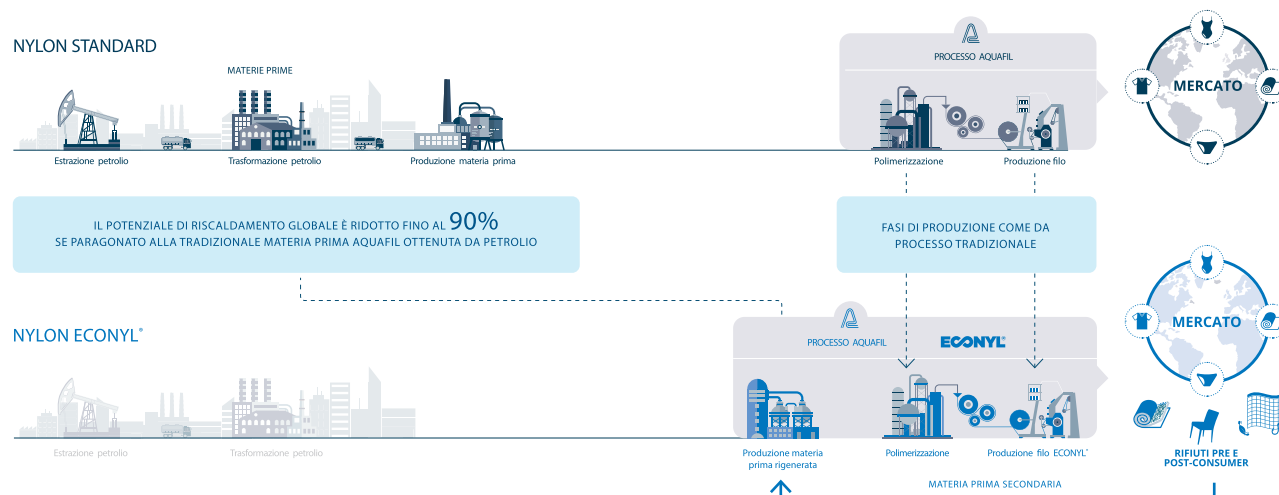 NYLON STANDARD
MATERIE PRIME
PROCESSO AQUAFIL
MERCATO
Estrazione petrolio
Trasformazione petrolio
Produzione materia prima
Polimerizzazione
Produzione filo
IL POTENZIALE DI RISCALDAMENTO GLOBALE È RIDOTTO FINO AL 90%
SE PARAGONATO ALLA TRADIZIONALE MATERIA PRIMA AQUAFIL OTTENUTA DA PETROLIO
FASI DI PRODUZIONE COME DA
PROCESSO TRADIZIONALE
NYLON ECONYL®
PROCESSO AQUAFIL
ECONYL®
MERCATO
Estrazione petrolio
Trasformazione petrolio
Produzione materia
prima rigenerata
Polimerizzazione
Produzione filo ECONYL®
RIFIUTI PRE E
POST-CONSUMER
MATERIA PRIMA SECONDARIA